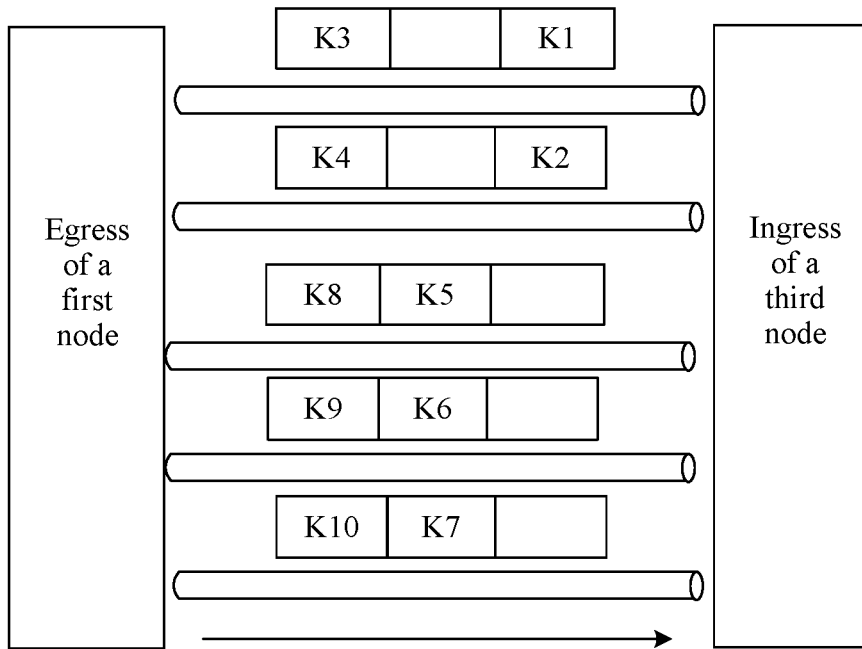 K3 K1
K4 K2
Egress
of a
first
node
Ingress
of a
third
node
K8 K5
K9 K6
K10 K7